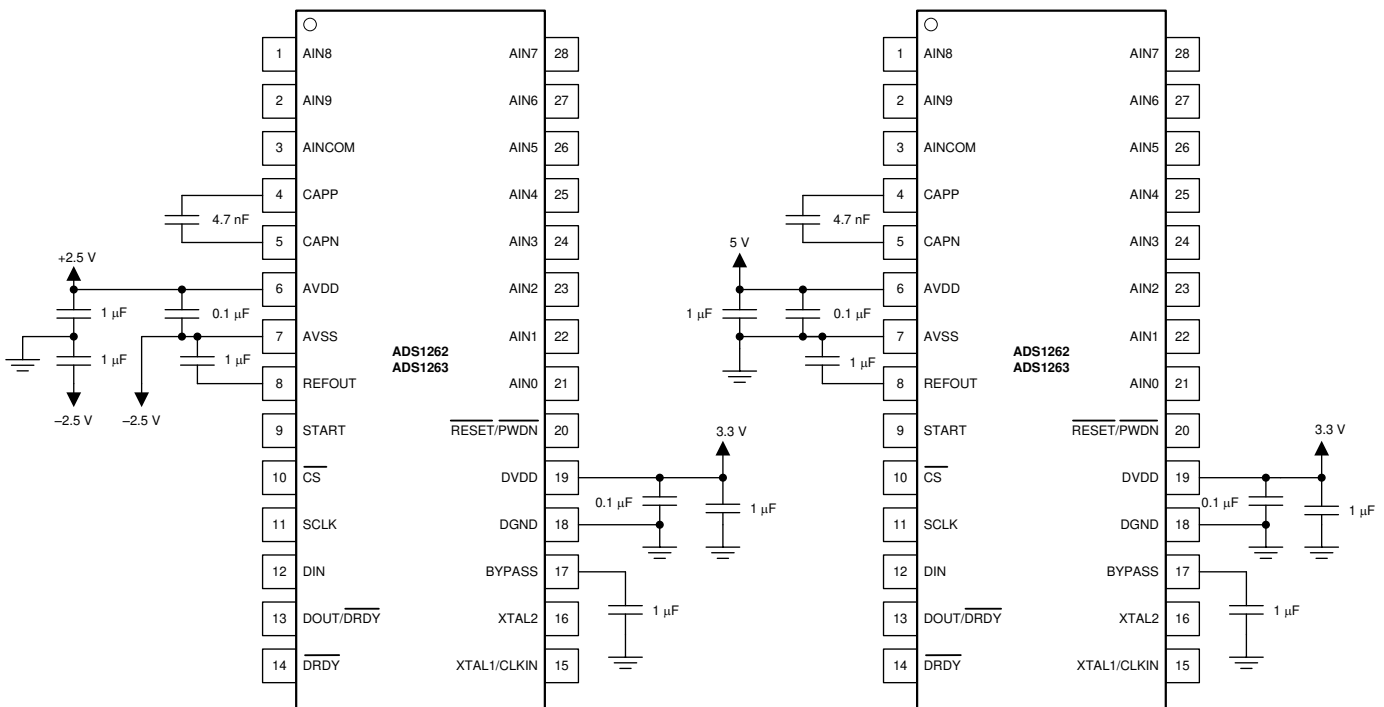 1 AIN8 AIN7 28
2 AIN9 AIN6 27
3 AINCOM AIN5 26
4 CAPP AIN4 25
4.7 nF
5 CAPN AIN3 24
+2.5 V
6 AVDD AIN2 23
1 μF 0.1 μF
7 AVSS AIN1 22
1 μF 1 μF
ADS1262
ADS1263
8 REFOUT AIN0 21
–2.5 V –2.5 V
9 START RESET/PWDN 20
3.3 V
10 CS DVDD 19
0.1 μF 1 μF
11 SCLK DGND 18
12 DIN BYPASS 17
1 μF
13 DOUT/DRDY XTAL2 16
14 DRDY XTAL1/CLKIN 15
1 AIN8 AIN7 28
2 AIN9 AIN6 27
3 AINCOM AIN5 26
4 CAPP AIN4 25
4.7 nF
5 CAPN AIN3 24
5 V
6 AVDD AIN2 23
1 μF 0.1 μF
7 AVSS AIN1 22
1 μF
ADS1262
ADS1263
8 REFOUT AIN0 21
9 START RESET/PWDN 20
3.3 V
10 CS DVDD 19
0.1 μF 1 μF
11 SCLK DGND 18
12 DIN BYPASS 17
1 μF
13 DOUT/DRDY XTAL2 16
14 DRDY XTAL1/CLKIN 15